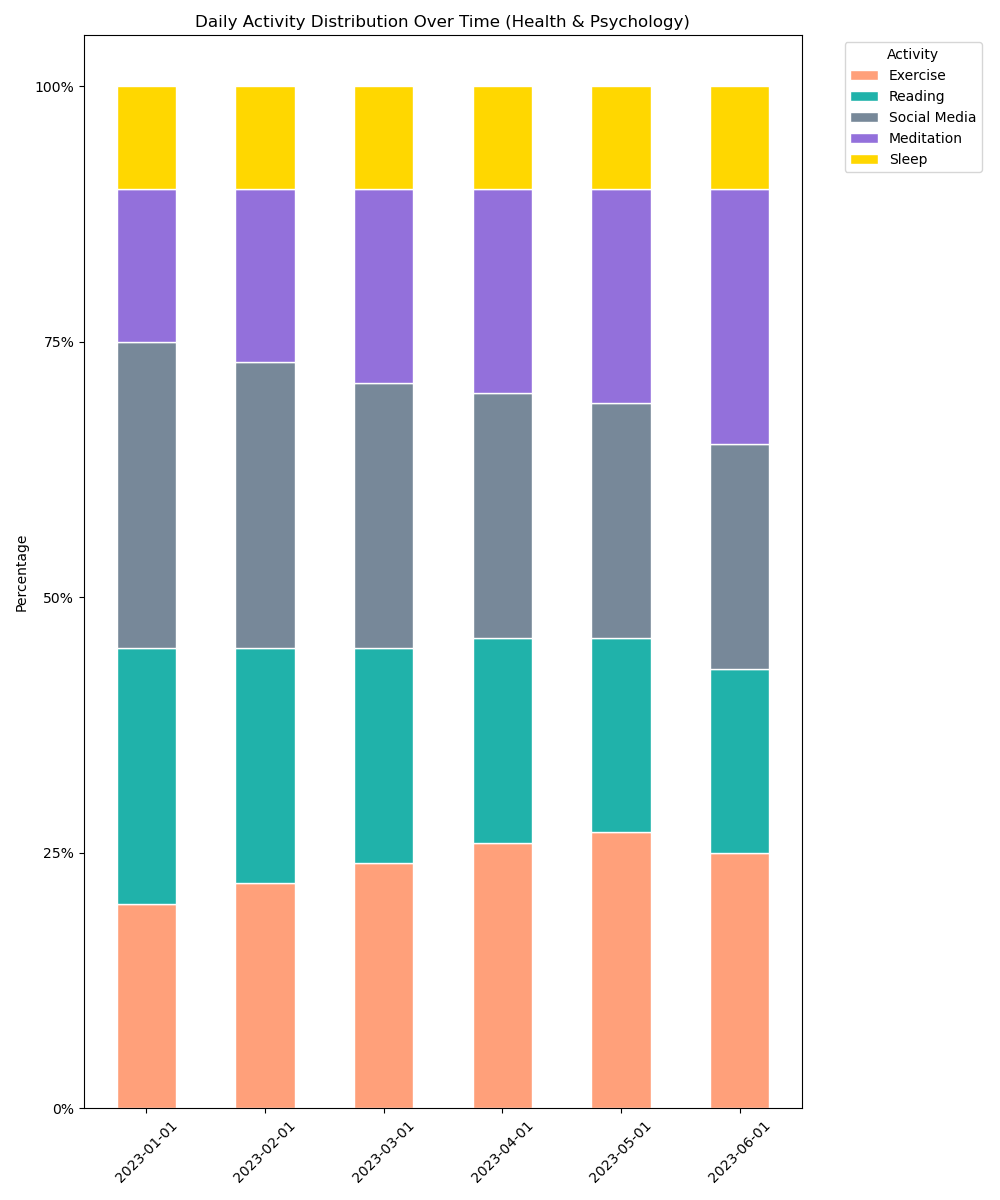 Daily Activity Distribution Over Time (Health & Psychology)
Activity
Exercise
Reading
Social Media
Meditation
Sleep
Percentage
100%
75%
50%
25%
0%
2023-01-01
2023-02-01
2023-03-01
2023-04-01
2023-05-01
2023-06-01